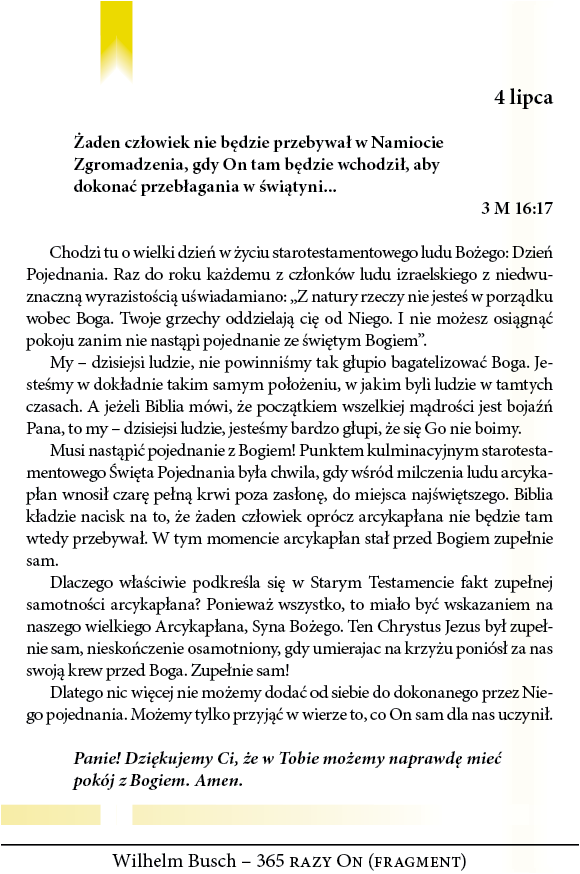 4 lipca
Żaden człowiek nie będzie przebywał w Namiocie
Zgromadzenia, gdy On tam będzie wchodził, aby
dokonać przebłagania w świątyni...
3 M 16:17
Chodzi tu o wielki dzień w życiu starotestamentowego ludu Bożego: Dzień
Pojednania. Raz do roku każdemu z członków ludu izraelskiego z niedwu-
znaczną wyrazistością uświadamiano: „Z natury rzeczy nie jesteś w porządku
wobec Boga. Twoje grzechy oddzielają cię od Niego. I nie możesz osiągnąć
pokoju zanim nie nastąpi pojednanie ze świętym Bogiem”.
My – dzisiejsi ludzie, nie powinniśmy tak głupio bagatelizować Boga. Je-
steśmy w dokładnie takim samym położeniu, w jakim byli ludzie w tamtych
czasach. A jeżeli Biblia mówi, że początkiem wszelkiej mądrości jest bojaźń
Pana, to my – dzisiejsi ludzie, jesteśmy bardzo głupi, że się Go nie boimy.
Musi nastąpić pojednanie z Bogiem! Punktem kulminacyjnym starotesta-
mentowego Święta Pojednania była chwila, gdy wśród milczenia ludu arcyka-
płan wnosił czarę pełną krwi poza zasłonę, do miejsca najświętszego. Biblia
kładzie nacisk na to, że żaden człowiek oprócz arcykapłana nie będzie tam
wtedy przebywał. W tym momencie arcykapłan stał przed Bogiem zupełnie
sam.
Dlaczego właściwie podkreśla się w Starym Testamencie fakt zupełnej
samotności arcykapłana? Ponieważ wszystko, to miało być wskazaniem na
naszego wielkiego Arcykapłana, Syna Bożego. Ten Chrystus Jezus był zupeł-
nie sam, nieskończenie osamotniony, gdy umierajac na krzyżu poniósł za nas
swoją krew przed Boga. Zupełnie sam!
Dlatego nic więcej nie możemy dodać od siebie do dokonanego przez Nie-
go pojednania. Możemy tylko przyjąć w wierze to, co On sam dla nas uczynił.
Panie! Dziękujemy Ci, że w Tobie możemy naprawdę mieć
pokój z Bogiem. Amen.
Wilhelm Busch – 365 RAZY ON (FRAGMENT)